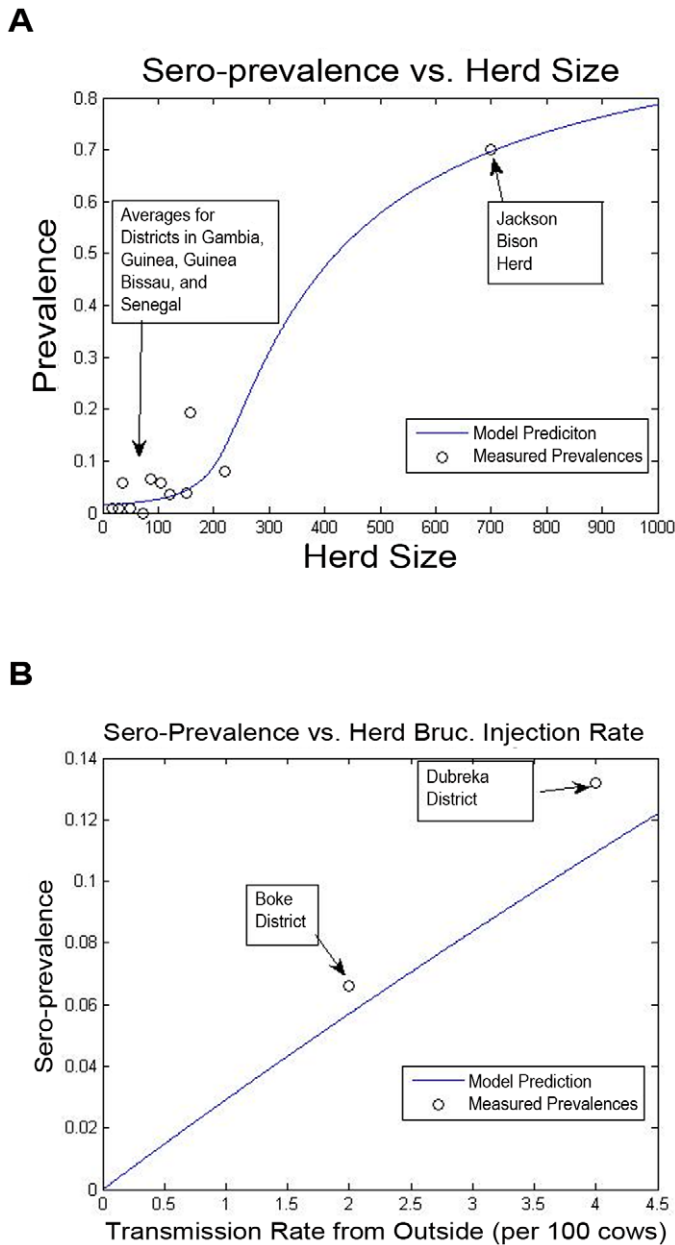 A
Sero-prevalence vs. Herd Size
Prevalence
0.8
0.7
0.6
0.5
0.4
0.3
0.2
0.1
0
Averages for
Districts in Gambia,
Guinea, Guinea
Bissau, and
Senegal
Jackson
Bison
Herd
Model Prediciton
Measured Prevalences
0 100 200 300 400 500 600 700 800 900 1000
Herd Size
B
Sero-Prevalence vs. Herd Bruc. Injection Rate
Sero-prevalence
0.14
0.12
0.1
0.08
0.06
0.04
0.02
0
Dubreka
District
Boke
District
Model Prediction
Measured Prevalences
0 0.5 1 1.5 2 2.5 3 3.5 4 4.5
Transmission Rate from Outside (per 100 cows)